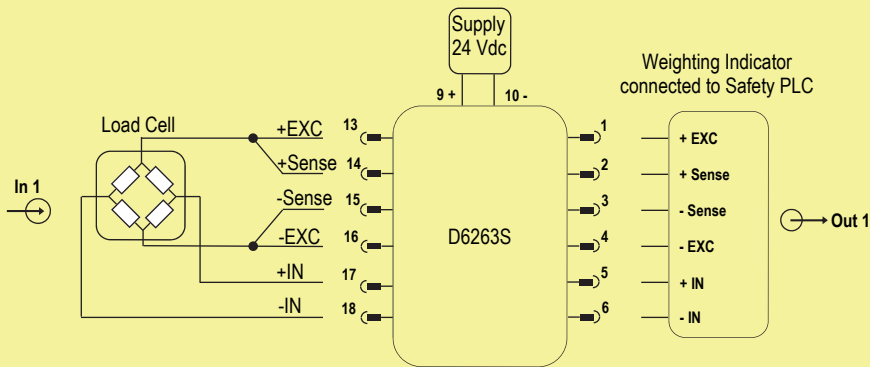 Supply
24 Vdc
9 +
10 -
Weighting Indicator
connected to Safety PLC
Load Cell
In 1
+EXC
13
+Sense
14
-Sense
15
-EXC
16
+IN
17
-IN
18
D6263S
1
2
3
4
5
6
+ EXC
+ Sense
- Sense
- EXC
+ IN
- IN
Out 1